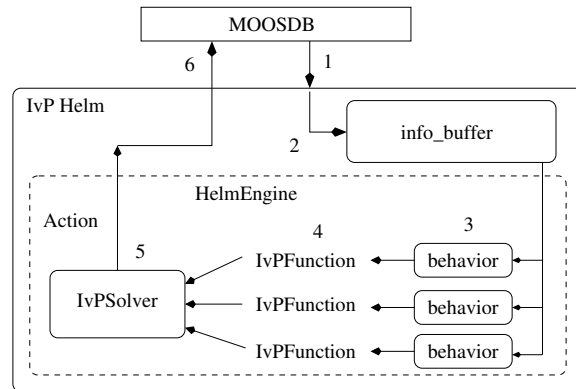 MOOSDB
6
1
IvP Helm
2
info_buffer
HelmEngine
Action
5
4
3
IvPSolver
IvPFunction
behavior
IvPFunction
behavior
IvPFunction
behavior